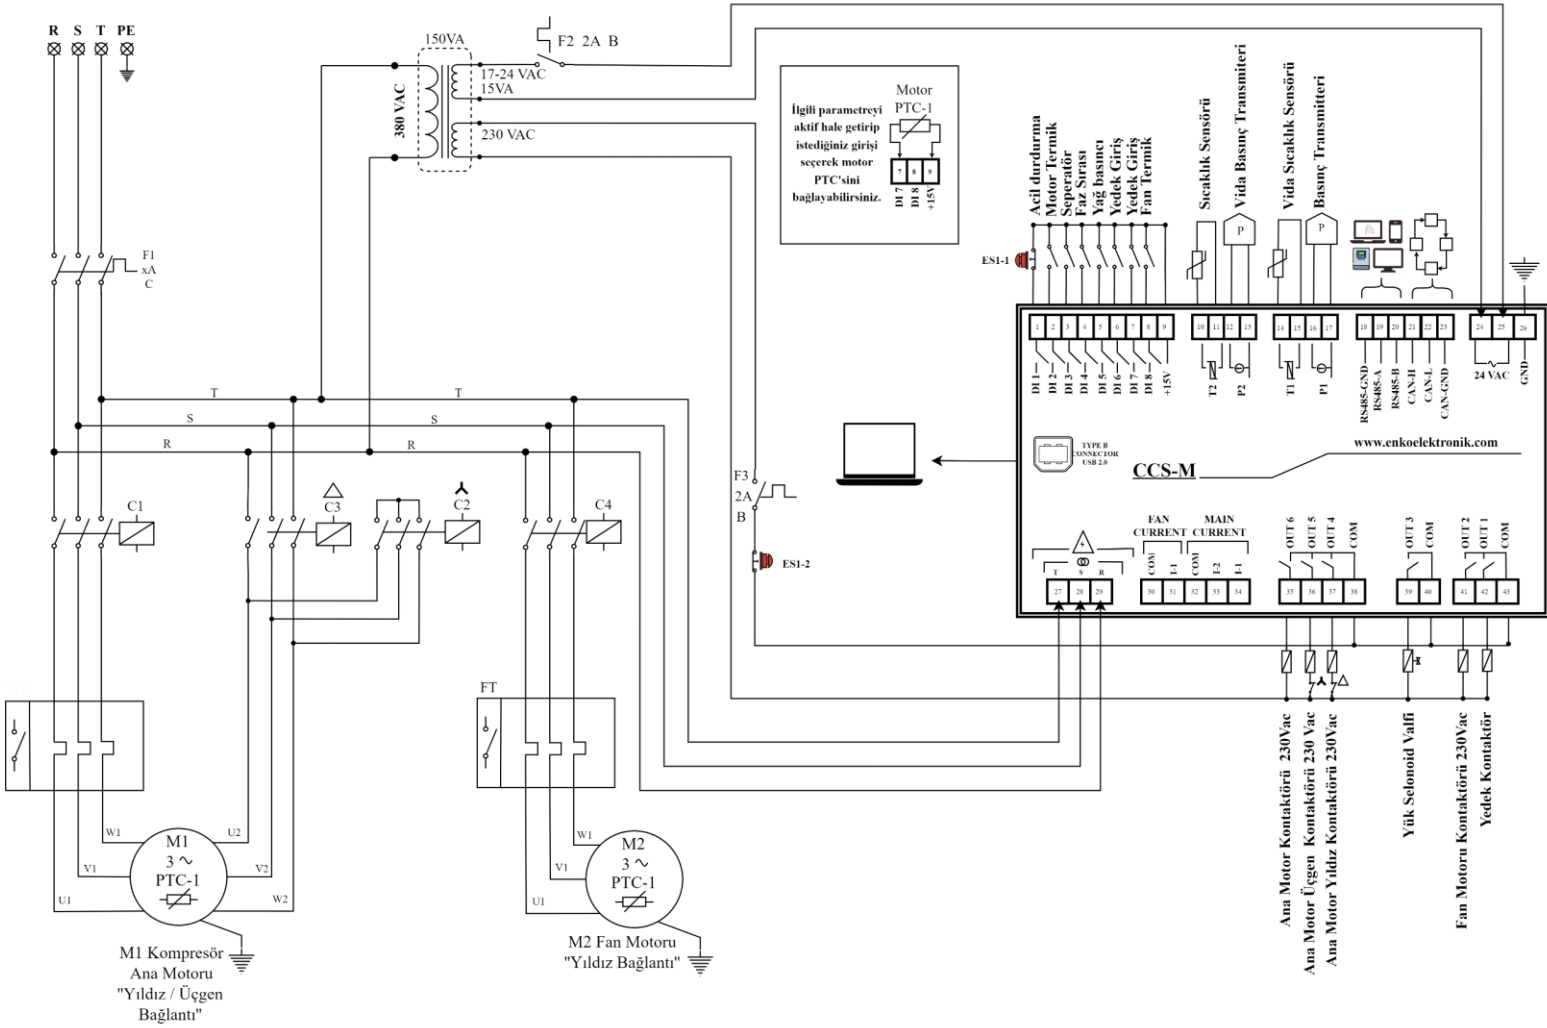 R S T PE
150VA
F2 2A B
17-24 VAC
15VA
380 VAC
230 VAC
İlgili parametreyi
aktif hale getirip
istediğiniz girişi
seçerek motor
PTC'sini
bağlayabilirsiniz.
Motor
PTC-1
7 8 9
DI 7
DI 8
+15V
Acil durdurma
Motor Termik
Seperatör
Faz Sırası
Yağ basıncı
Yedek Giriş
Yedek Giriş
Fan Termik
Sıcaklık Sensörü
Vida Basınç Transmiteri
Vida Sıcaklık Sensörü
Basınç Transmitteri
P
P
ES1-1
F1
xA
C
1 2 3 4 5 6 7 8 9
10 11 12 13
14 15 16 17
18 19 20 21 22 23
24 25 26
DI 1
DI 2
DI 3
DI 4
DI 5
DI 6
DI 7
DI 8
+15V
T2
P2
T1
P1
RS485-GND
RS485-A
RS485-B
CAN-H
CAN-L
CAN-GND
24 VAC
GND
T T
S S
R R
www.enkoelektronik.com
TYPE B
CONNECTOR
USB 2.0
CCS-M
F3
2A
B
C1
C3
C2
C4
ES1-2
FAN
CURRENT
MAIN
CURRENT
T S R
COM
I-1
COM
I-2
I-1
OUT 6
OUT 5
OUT 4
COM
OUT 3
COM
OUT 2
OUT 1
COM
27 28 29
30 31 32 33 34
35 36 37 38
39 40
41 42 43
FT
Ana Motor Kontaktörü 230Vac
Ana Motor Üçgen Kontaktörü 230 Vac
Ana Motor Yıldız Kontaktörü 230Vac
Yük Selonoid Valfi
Fan Motoru Kontaktörü 230Vac
Yedek Kontaktör
W1
V1
U1
M1
3 ~
PTC-1
U2
V2
W2
W1
V1
U1
M2
3 ~
PTC-1
M1 Kompresör
Ana Motoru
"Yıldız / Üçgen
Bağlantı"
M2 Fan Motoru
"Yıldız Bağlantı"